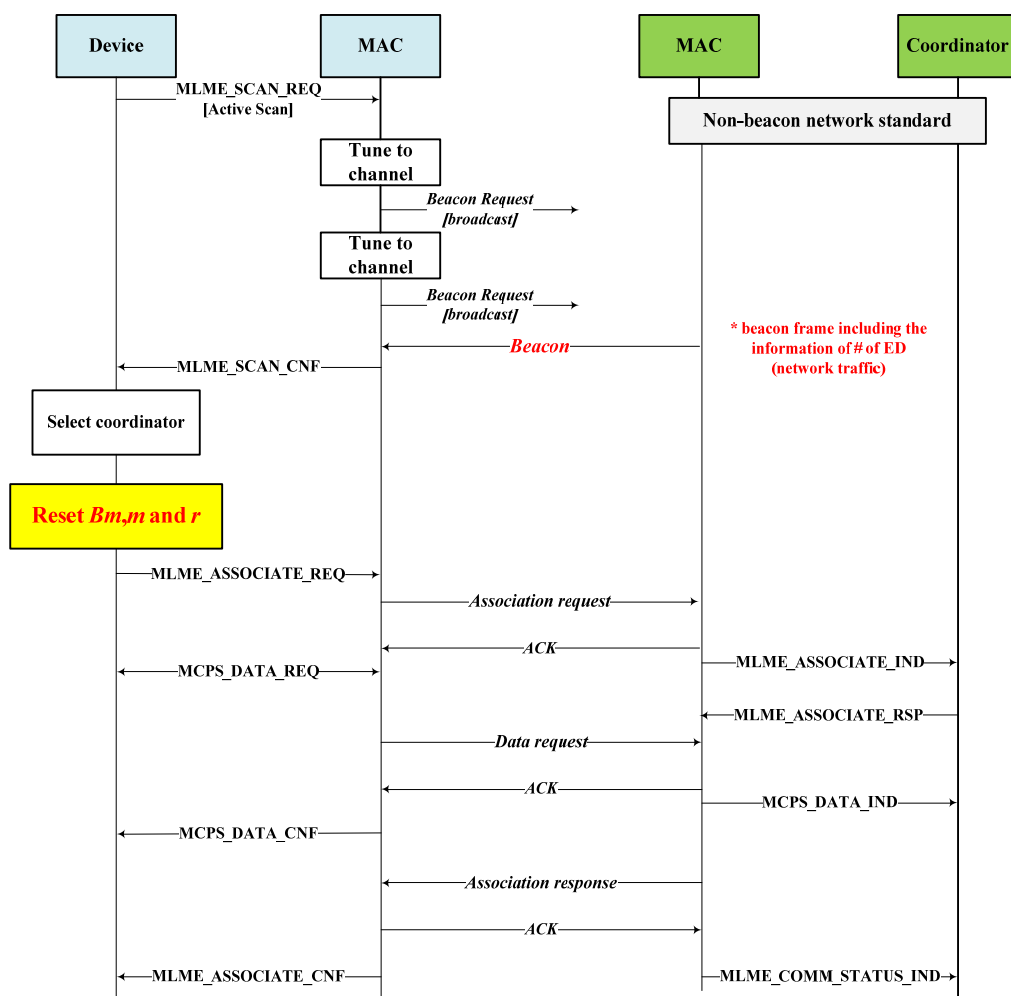 Device
MAC
MAC
Coordinator
MLME_SCAN_REQ
[Active Scan]
Non-beacon network standard
Tune to
channel
Beacon Request
[broadcast]
Tune to
channel
Beacon Request
[broadcast]
* beacon frame including the
information of # of ED
(network traffic)
Beacon
MLME_SCAN_CNF
Select coordinator
Reset Bm,m and r
MLME_ASSOCIATE_REQ
Association request
ACK
MLME_ASSOCIATE_IND
MCPS_DATA_REQ
MLME_ASSOCIATE_RSP
Data request
ACK
MCPS_DATA_IND
MCPS_DATA_CNF
Association response
ACK
MLME_ASSOCIATE_CNF
MLME_COMM_STATUS_IND